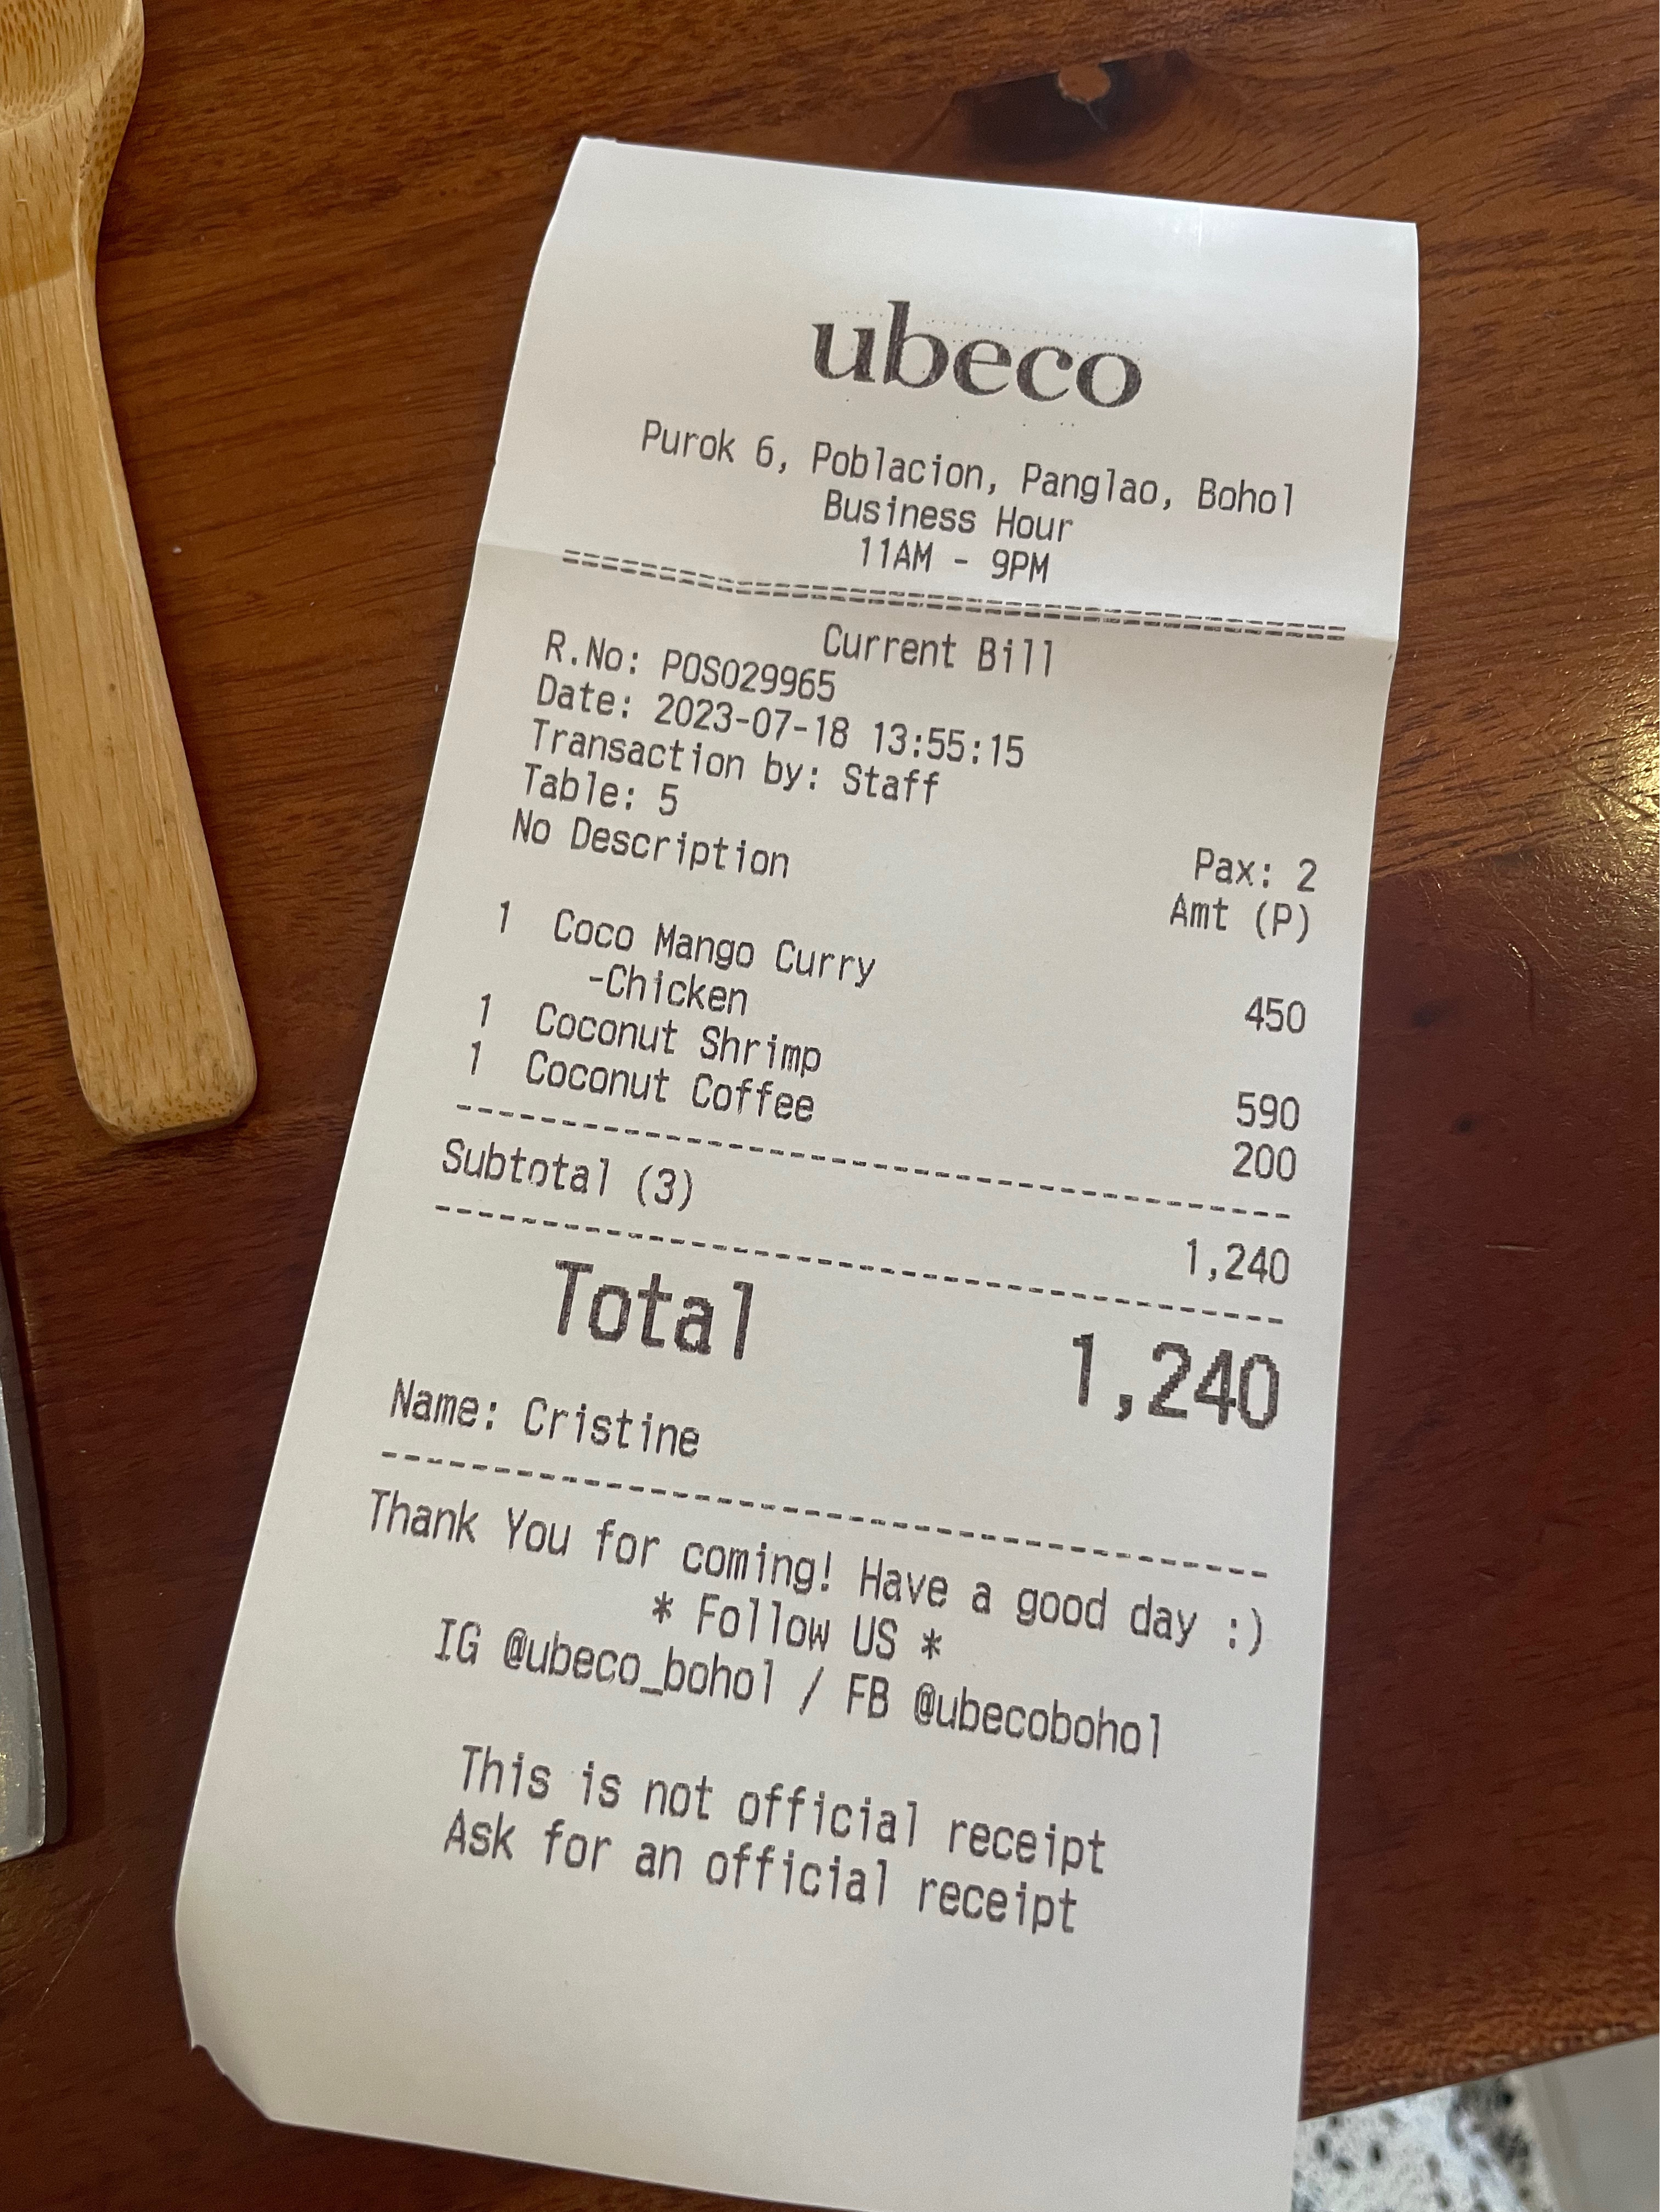 ubeco
Purok 6, Poblacion, Panglao, Bohol
Business Hour
11AM - 9PM
Current Bill
R.No: POS029965
Date: 2023-07-18 13:55:15
Transaction by: Staff
Table: 5 Pax: 2
No Description Amt (P)
1 Coco Mango Curry 450
-Chicken
1 Coconut Shrimp 590
1 Coconut Coffee 200
Subtotal (3) 1,240
Total 1,240
Name: Cristine
Thank You for coming! Have a good day :)
* Follow US *
IG @ubeco_bohol / FB @ubecobohol
This is not official receipt
Ask for an official receipt